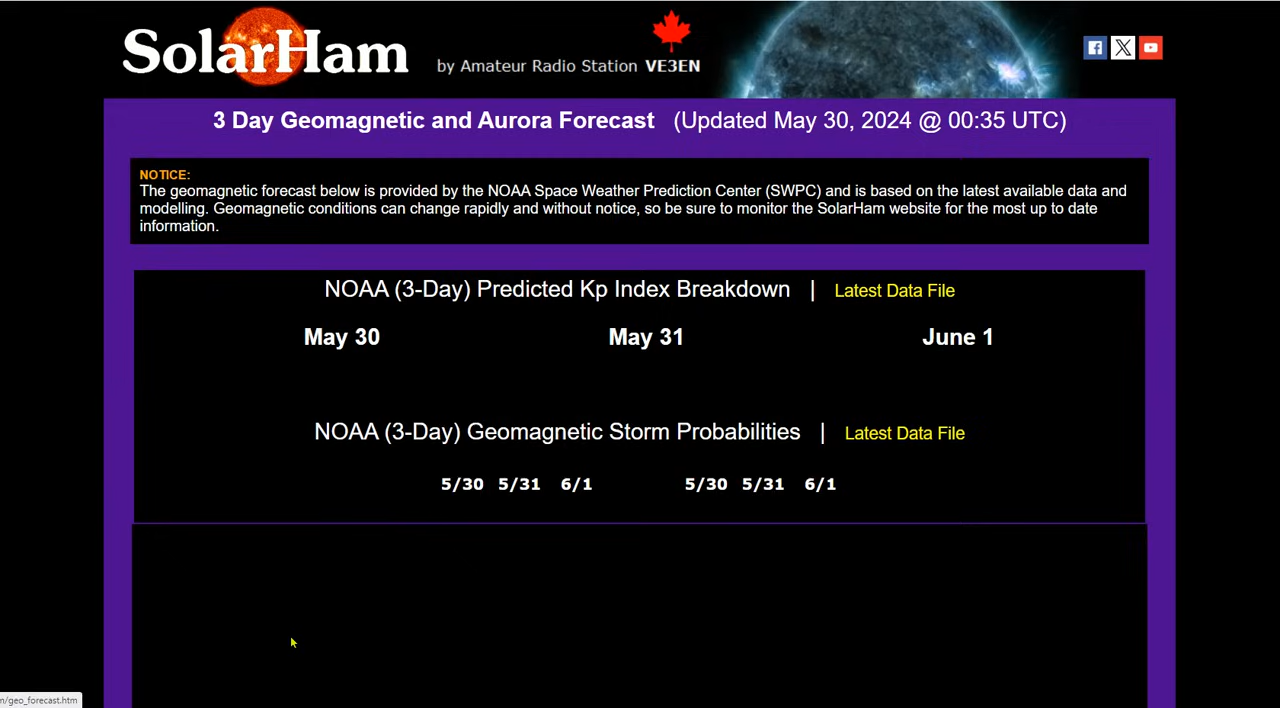 SolarHam
by Amateur Radio Station VE3EN
3 Day Geomagnetic and Aurora Forecast (Updated May 30, 2024 @ 00:35 UTC)
NOTICE:
The geomagnetic forecast below is provided by the NOAA Space Weather Prediction Center (SWPC) and is based on the latest available data and
modelling. Geomagnetic conditions can change rapidly and without notice, so be sure to monitor the SolarHam website for the most up to date
information.
NOAA (3-Day) Predicted Kp Index Breakdown | Latest Data File
May 30 May 31 June 1
NOAA (3-Day) Geomagnetic Storm Probabilities | Latest Data File
5/30 5/31 6/1 5/30 5/31 6/1
m/geo_forecast.htm